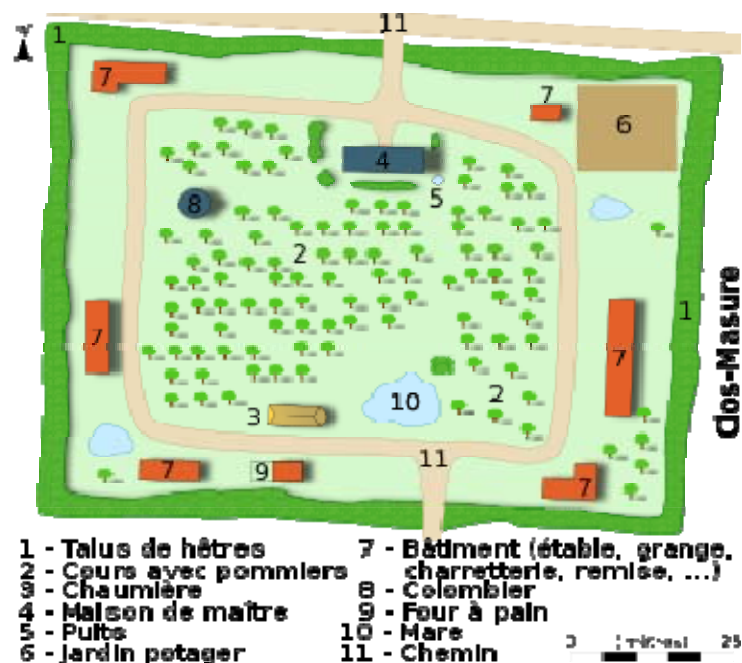 11
1
7
7
6
4
5
8
2
1
7
7
3
10
2
11
7
9
7
Clos-Masure
1 - Talus de hêtres
2 - Cours avec pommiers
3 - Chaumière
4 - Maison de maître
5 - Puits
6 - Jardin potager
7 - Bâtiment (étable, grange,
charretterie, remise, ...)
8 - Colombier
9 - Four à pain
10 - Mare
11 - Chemin
0 (mètres) 25